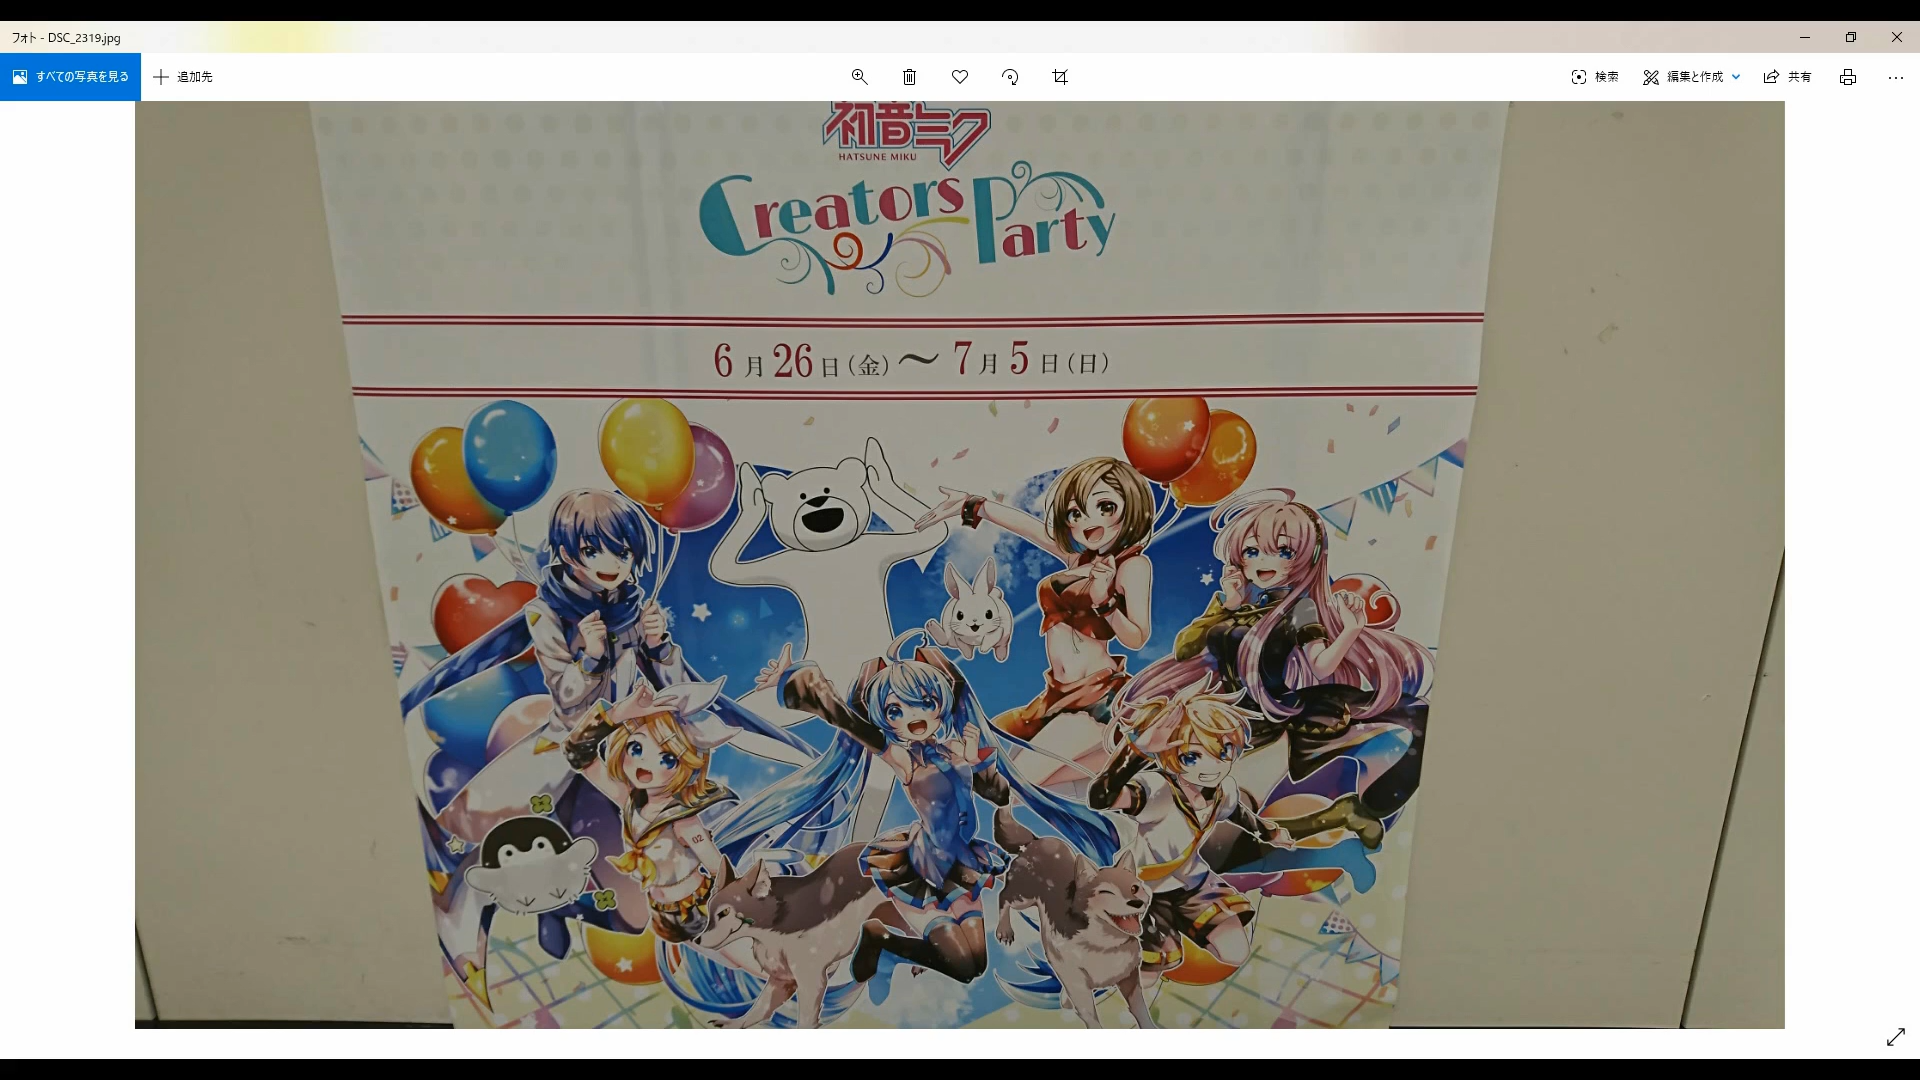 フォト - DSC_2319.jpg
すべての写真を見る
追加先
検索
編集と作成
共有
初音ミク
HATSUNE MIKU
Creators Party
6月26日(金)～7月5日(日)
02